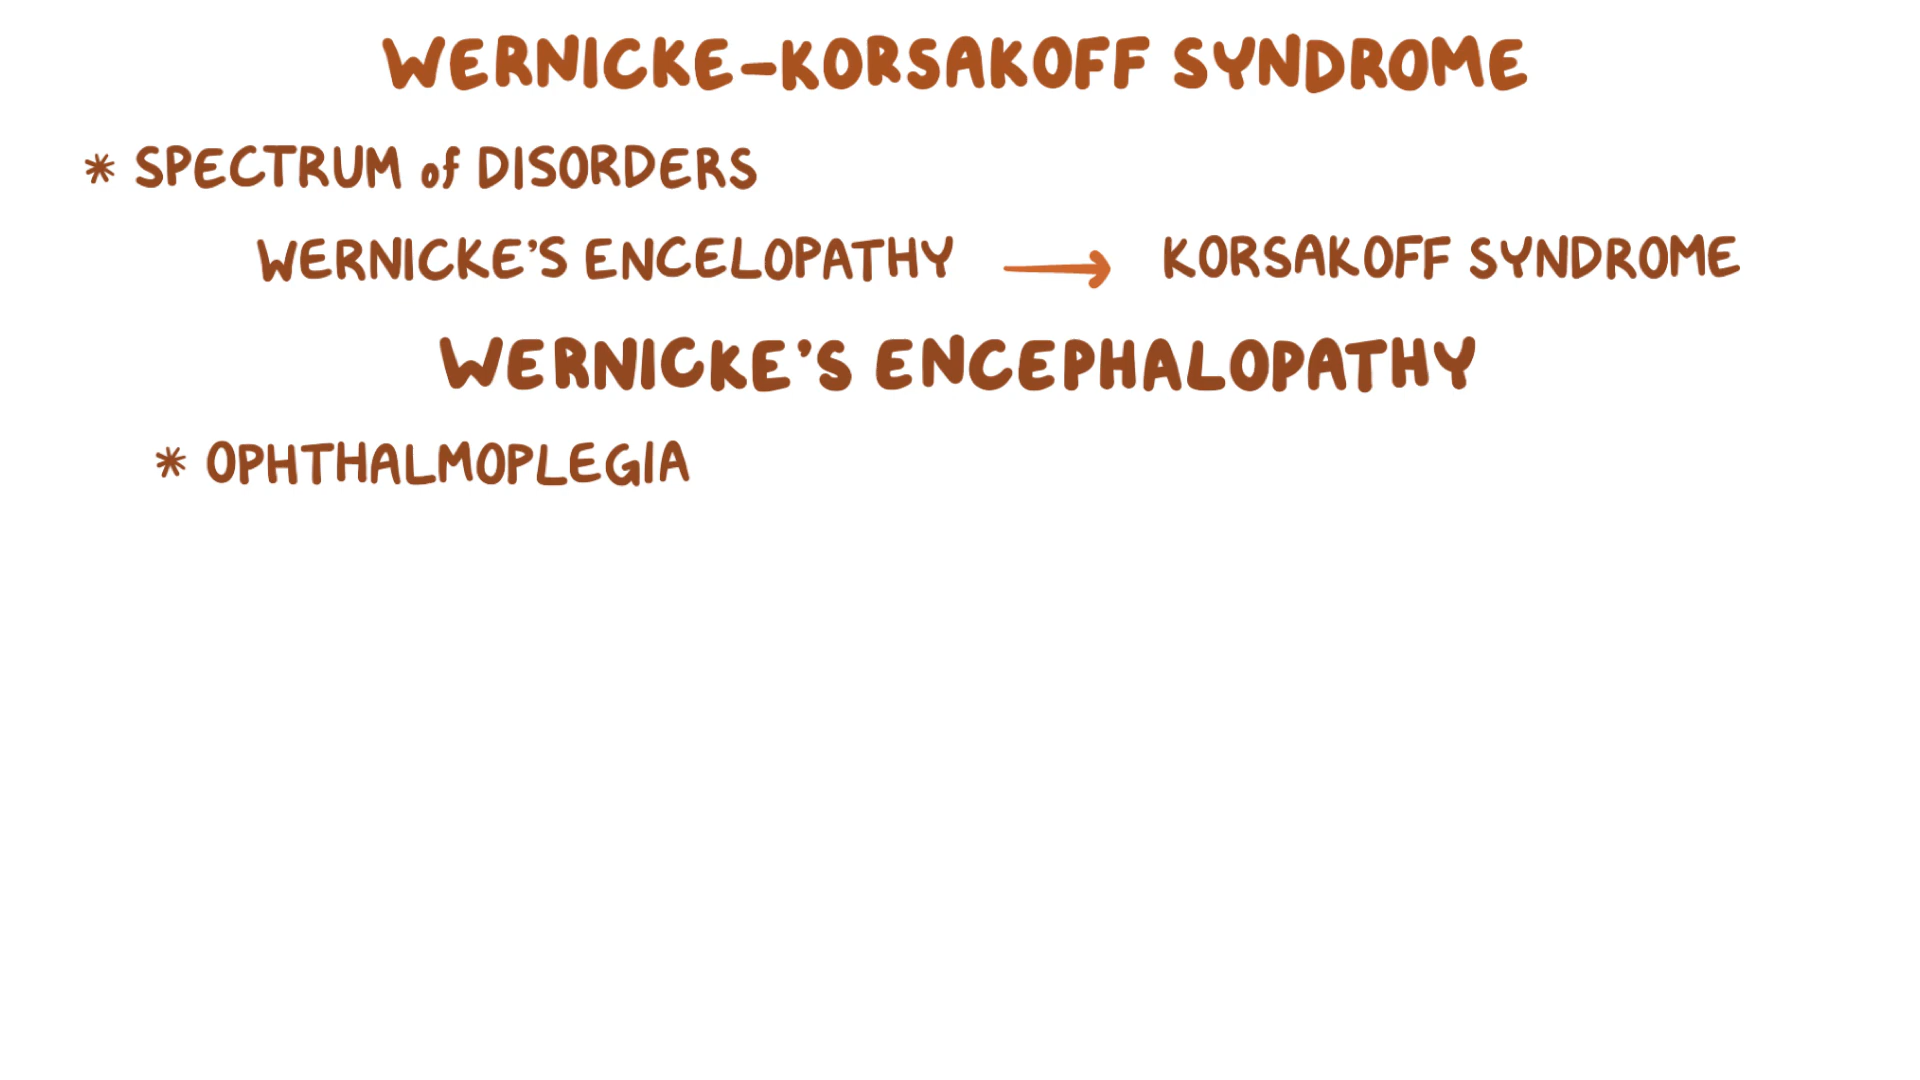 WERNICKE-KORSAKOFF SYNDROME
* SPECTRUM of DISORDERS
WERNICKE'S ENCELOPATHY → KORSAKOFF SYNDROME
WERNICKE'S ENCEPHALOPATHY
* OPHTHALMOPLEGIA